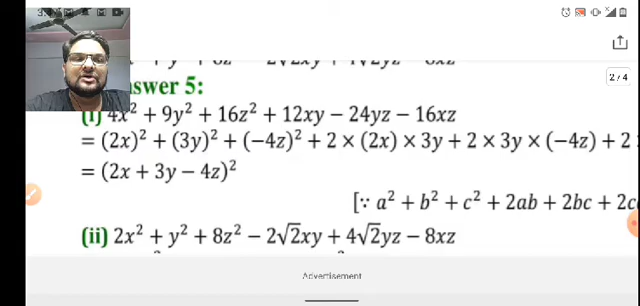 2/4
swer 5:
(i) 4x² + 9y² + 16z² + 12xy − 24yz − 16xz
= (2x)² + (3y)² + (−4z)² + 2 × (2x) × 3y + 2 × 3y × (−4z) + 2
= (2x + 3y − 4z)²
[∵ a² + b² + c² + 2ab + 2bc + 2c
(ii) 2x² + y² + 8z² − 2√2xy + 4√2yz − 8xz
Advertisement